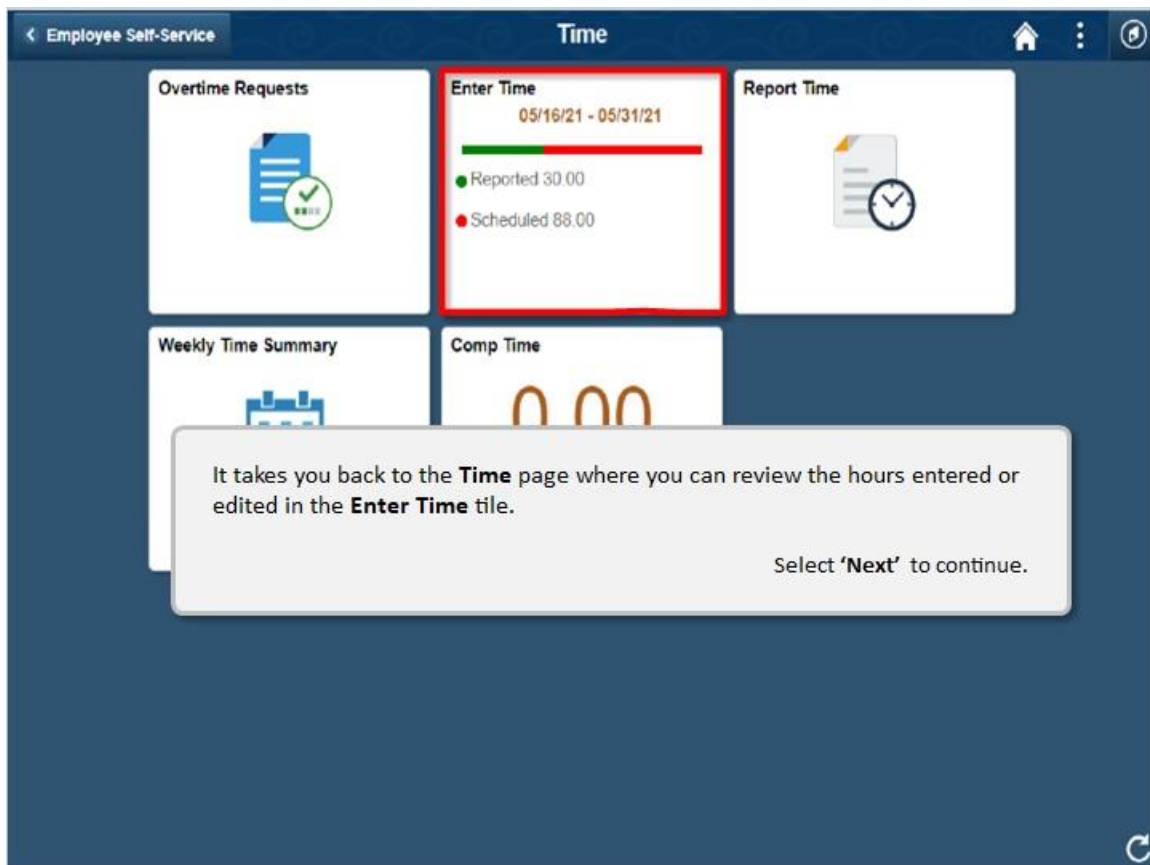 Employee Self-Service
Time
Overtime Requests
Enter Time
05/16/21 - 05/31/21
Reported 30.00
Scheduled 88.00
Report Time
Weekly Time Summary
Comp Time
0.00
It takes you back to the Time page where you can review the hours entered or
edited in the Enter Time tile.
Select ‘Next’ to continue.